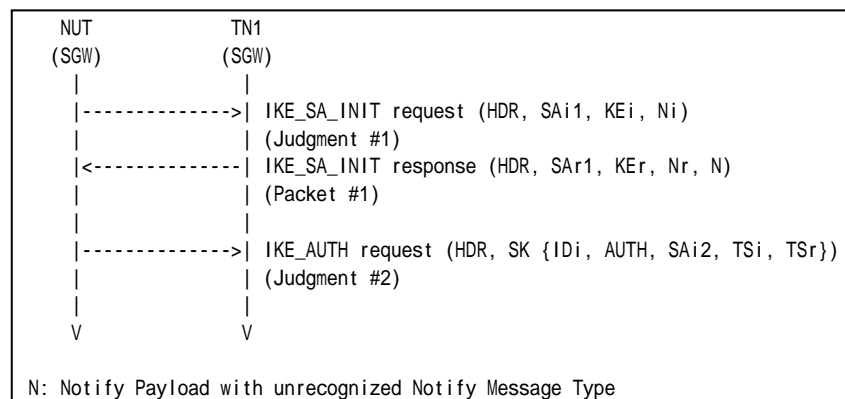 NUT TN1
(SGW) (SGW)
| |
|-------------->| IKE_SA_INIT request (HDR, SAi1, KEi, Ni)
| | (Judgment #1)
|<--------------| IKE_SA_INIT response (HDR, SAr1, KEr, Nr, N)
| | (Packet #1)
| |
|-------------->| IKE_AUTH request (HDR, SK {IDi, AUTH, SAi2, TSi, TSr})
| | (Judgment #2)
| |
V V
N: Notify Payload with unrecognized Notify Message Type